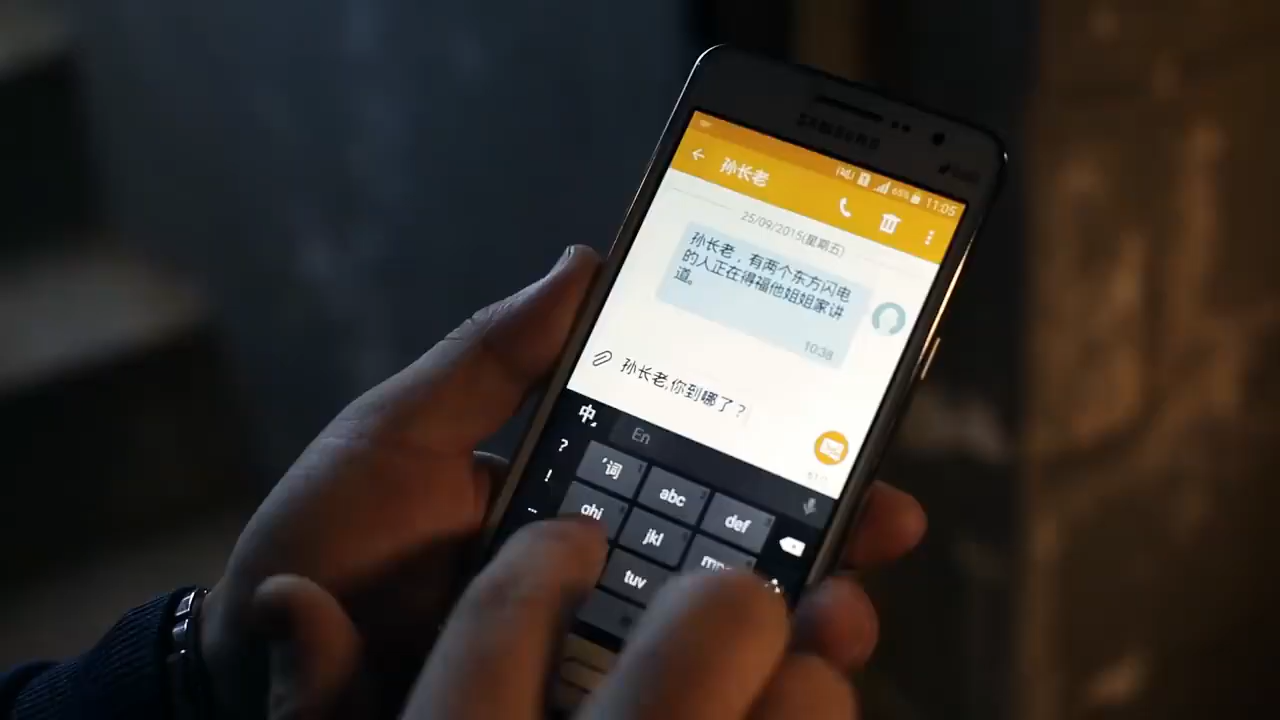 SAMSUNG
65% 11:05
孙长老
25/09/2015(星期五)
孙长老，有两个东方闪电
的人正在得福他姐姐家讲
道。
10:38
孙长老,你到哪了？
中 En
?
'词 abc def
!
ghi jkl
...
tuv